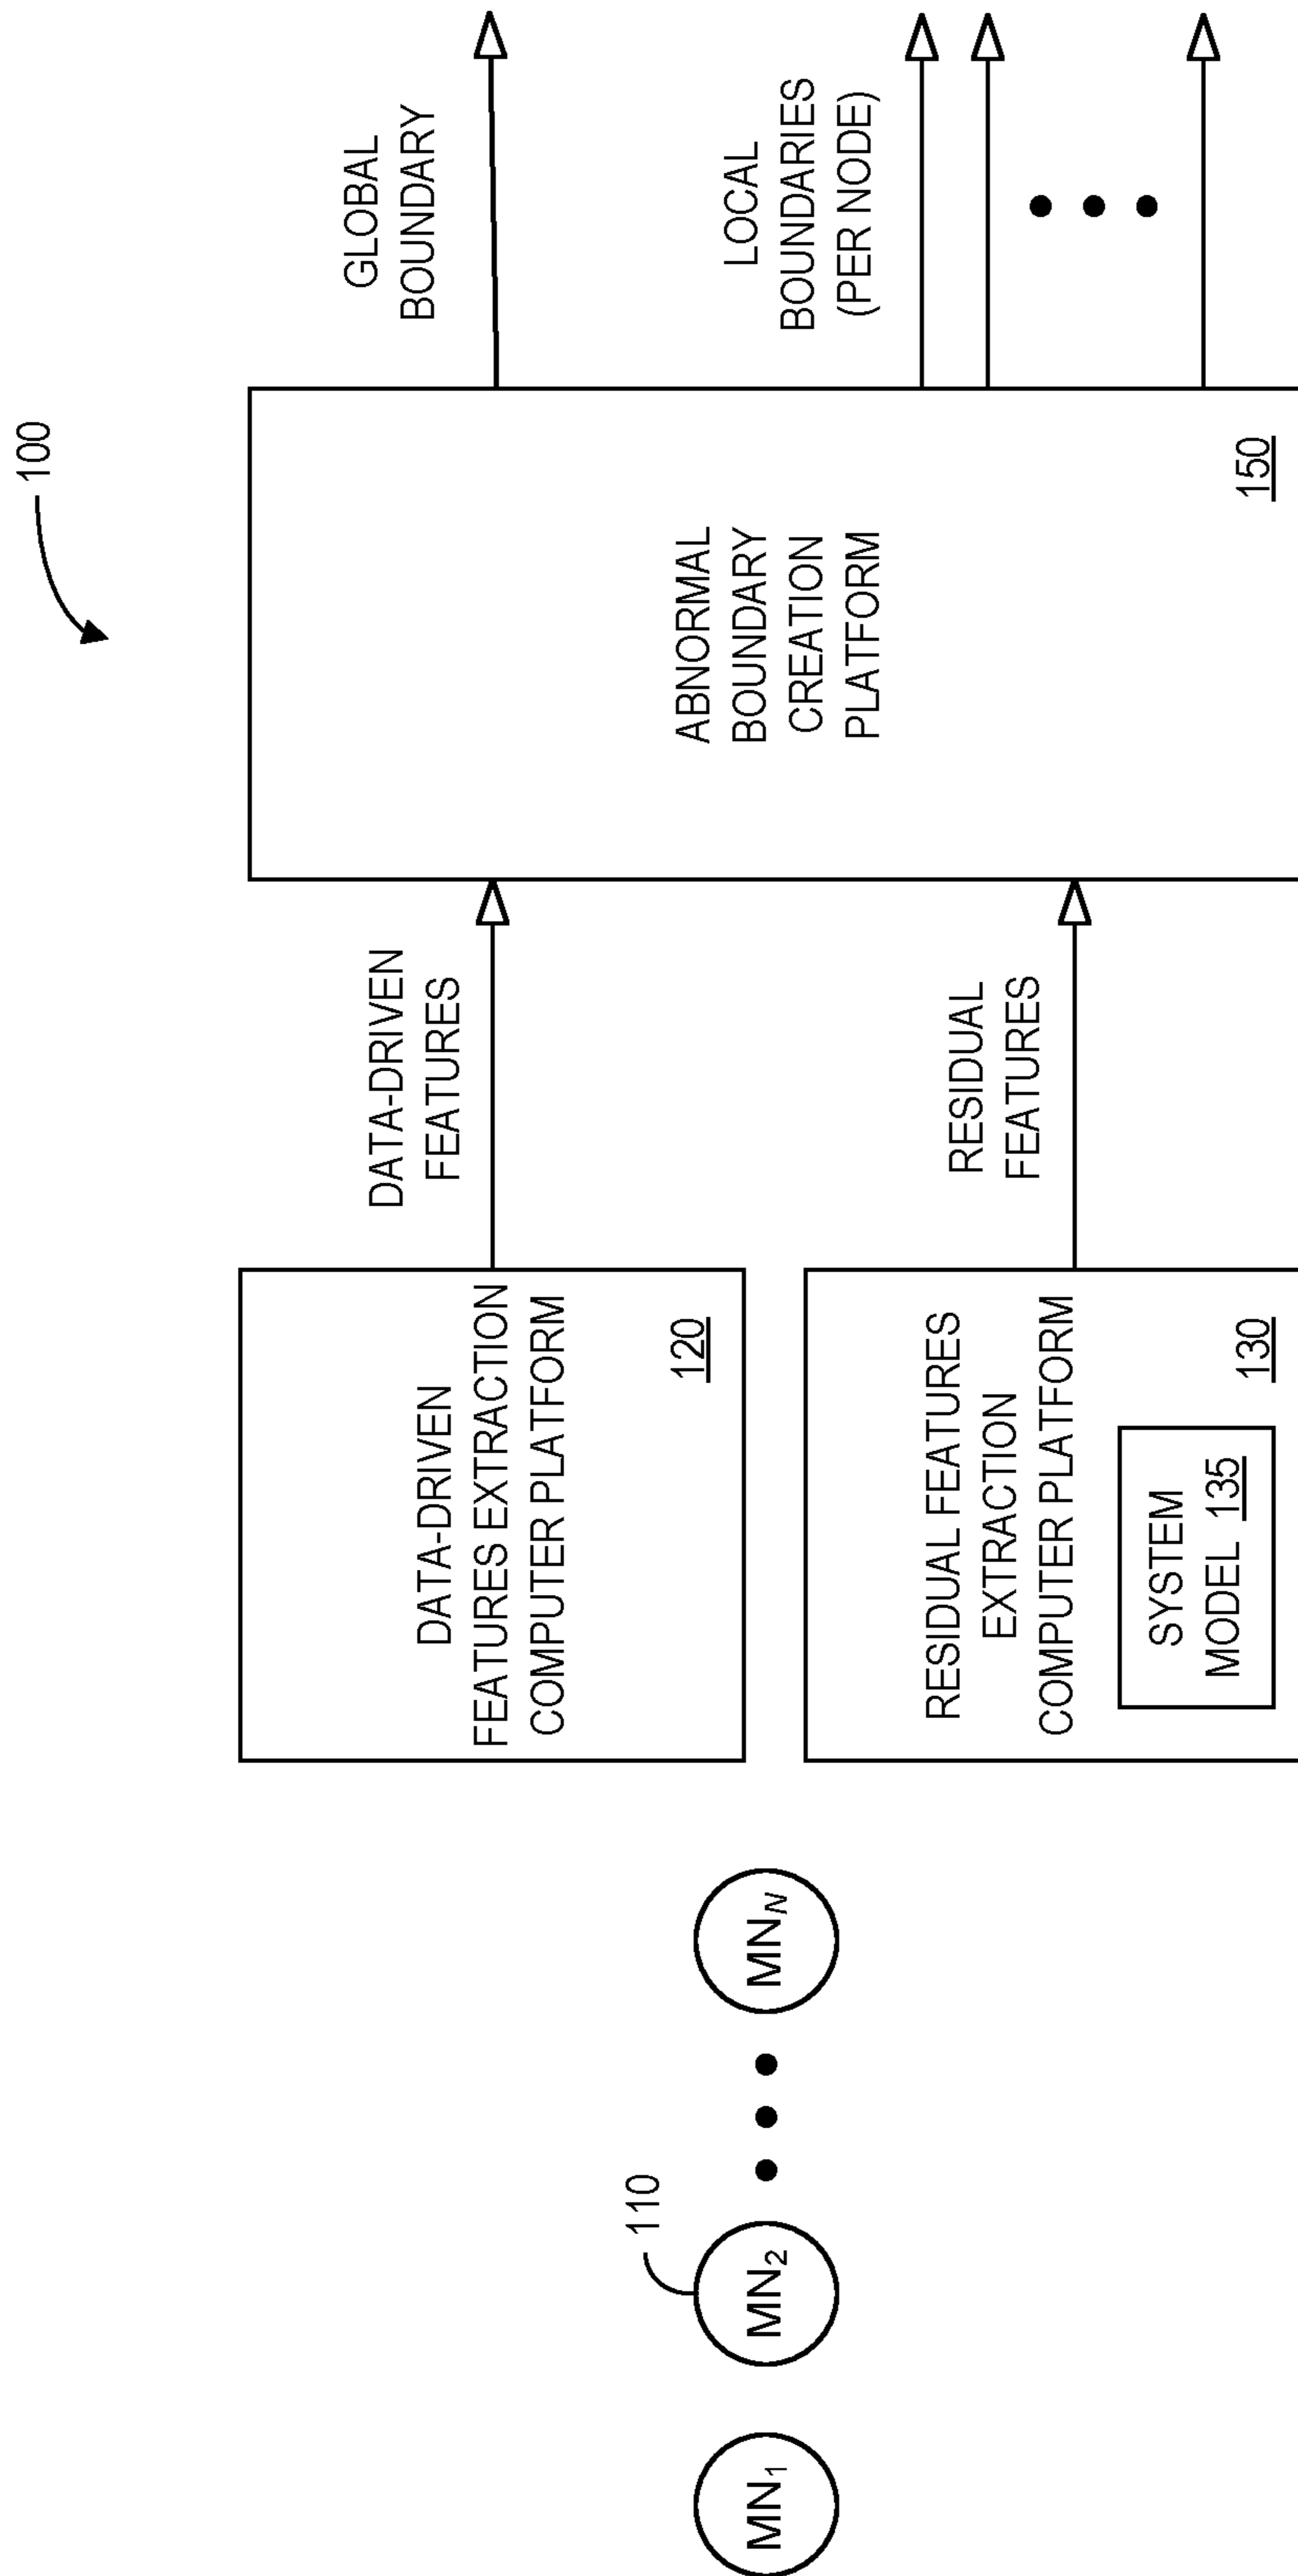 100
MN1
MN2
MNN
110
DATA-DRIVEN
FEATURES EXTRACTION
COMPUTER PLATFORM
120
RESIDUAL FEATURES
EXTRACTION
COMPUTER PLATFORM
SYSTEM
MODEL 135
130
DATA-DRIVEN
FEATURES
RESIDUAL
FEATURES
ABNORMAL
BOUNDARY
CREATION
PLATFORM
150
GLOBAL
BOUNDARY
LOCAL
BOUNDARIES
(PER NODE)